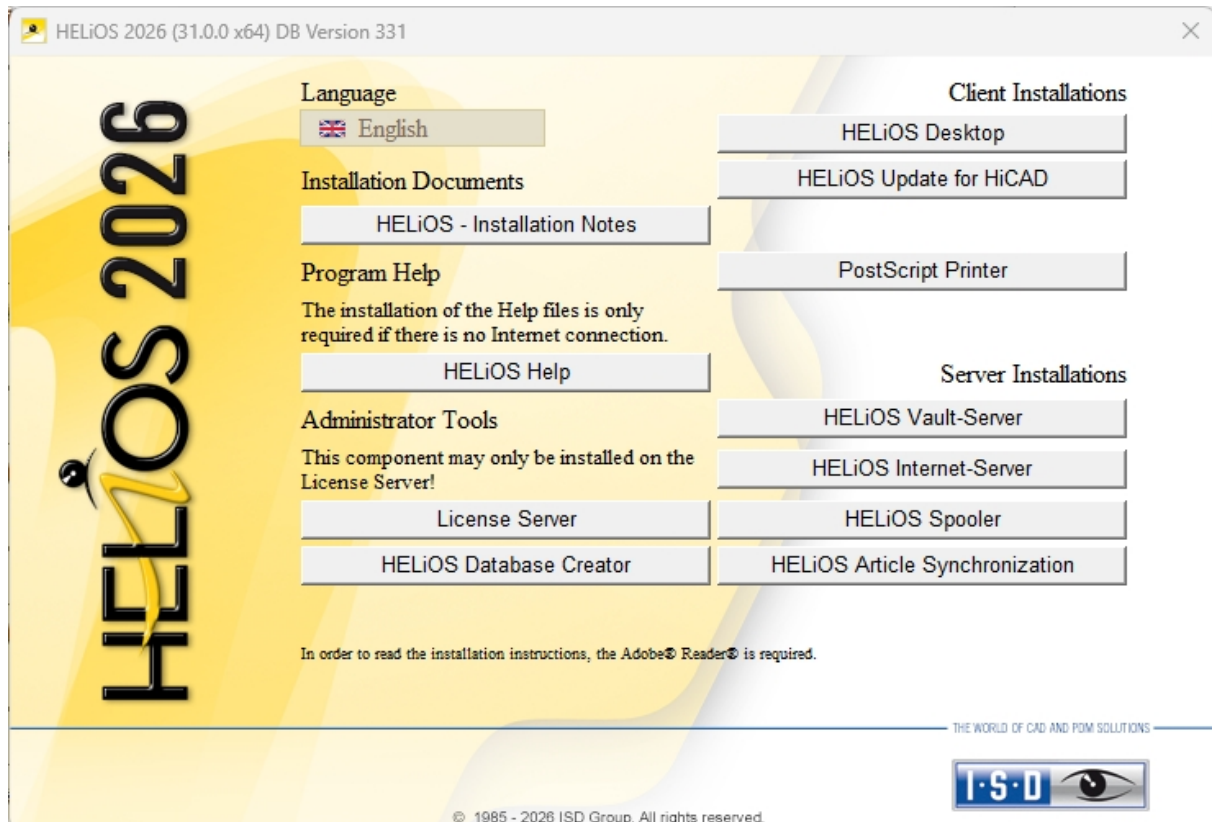 HELiOS 2026 (31.0.0 x64) DB Version 331
HELiOS 2026
Language
English
Installation Documents
HELiOS - Installation Notes
Program Help
The installation of the Help files is only
required if there is no Internet connection.
HELiOS Help
Administrator Tools
This component may only be installed on the
License Server!
License Server
HELiOS Database Creator
Client Installations
HELiOS Desktop
HELiOS Update for HiCAD
PostScript Printer
Server Installations
HELiOS Vault-Server
HELiOS Internet-Server
HELiOS Spooler
HELiOS Article Synchronization
In order to read the installation instructions, the Adobe® Reader® is required.
THE WORLD OF CAD AND PDM SOLUTIONS
I·S·D
© 1985 - 2026 ISD Group. All rights reserved.